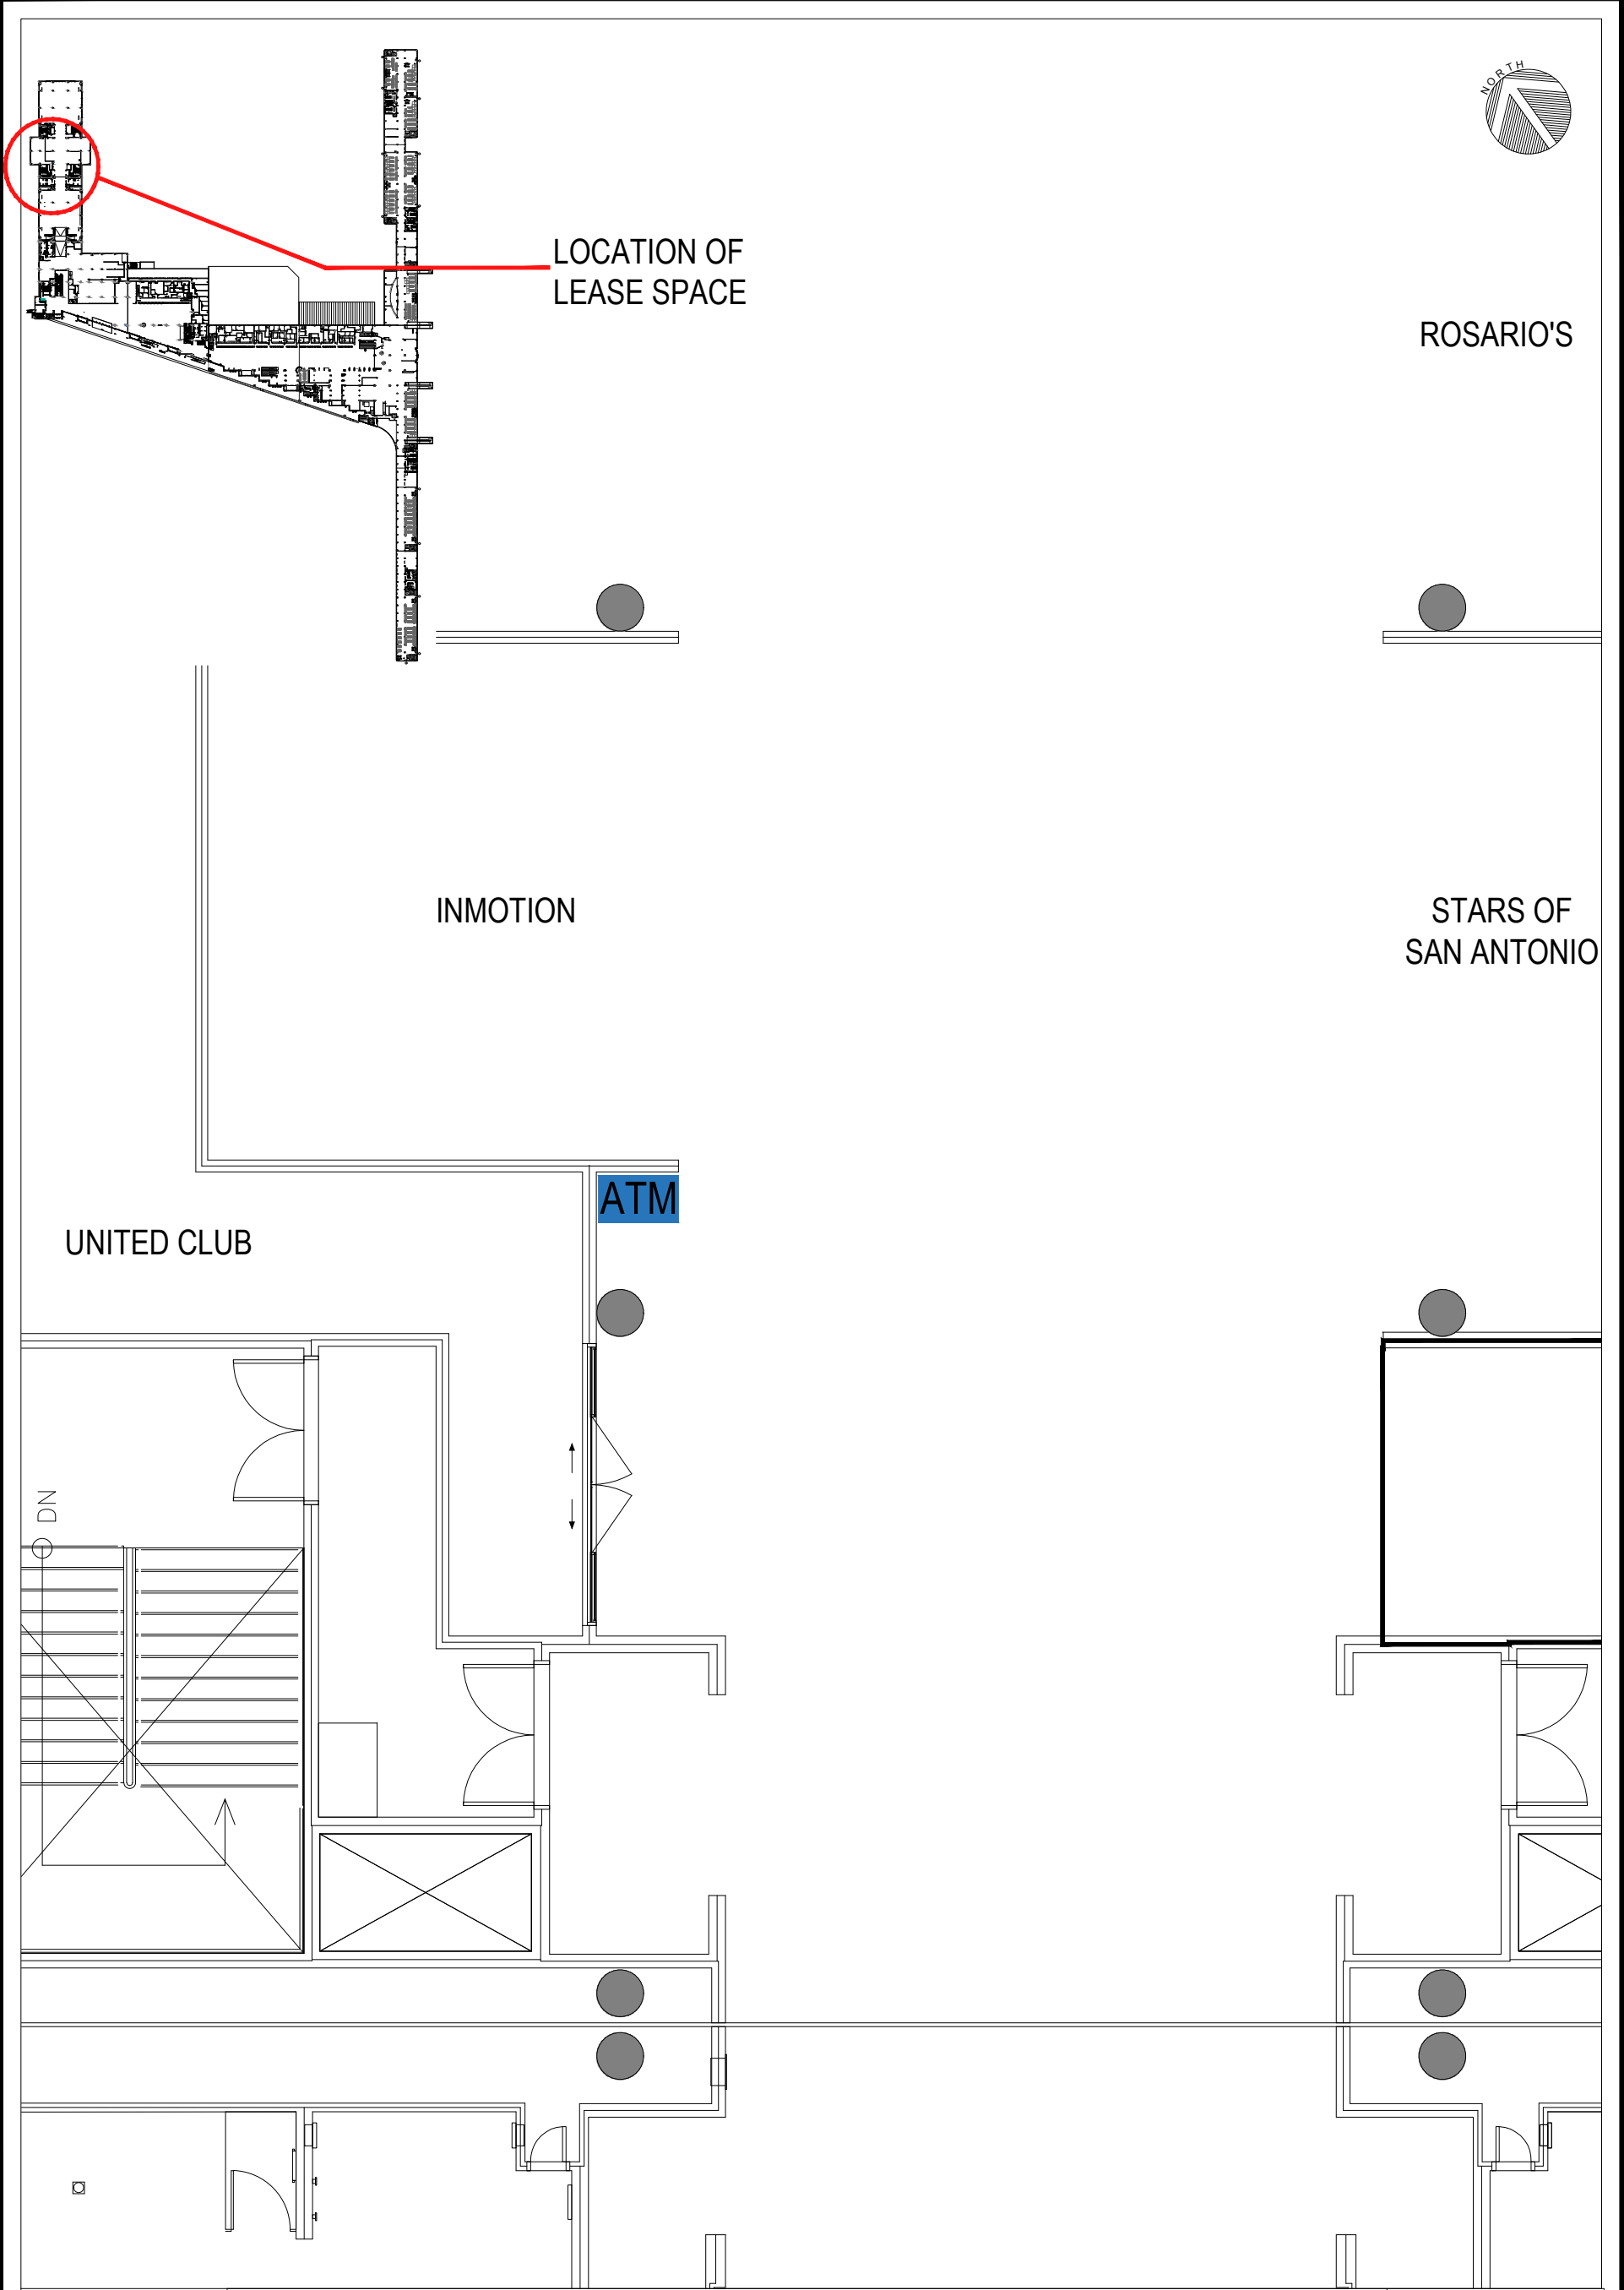 NORTH
LOCATION OF
LEASE SPACE
ROSARIO'S
INMOTION
STARS OF
SAN ANTONIO
ATM
UNITED CLUB
DN